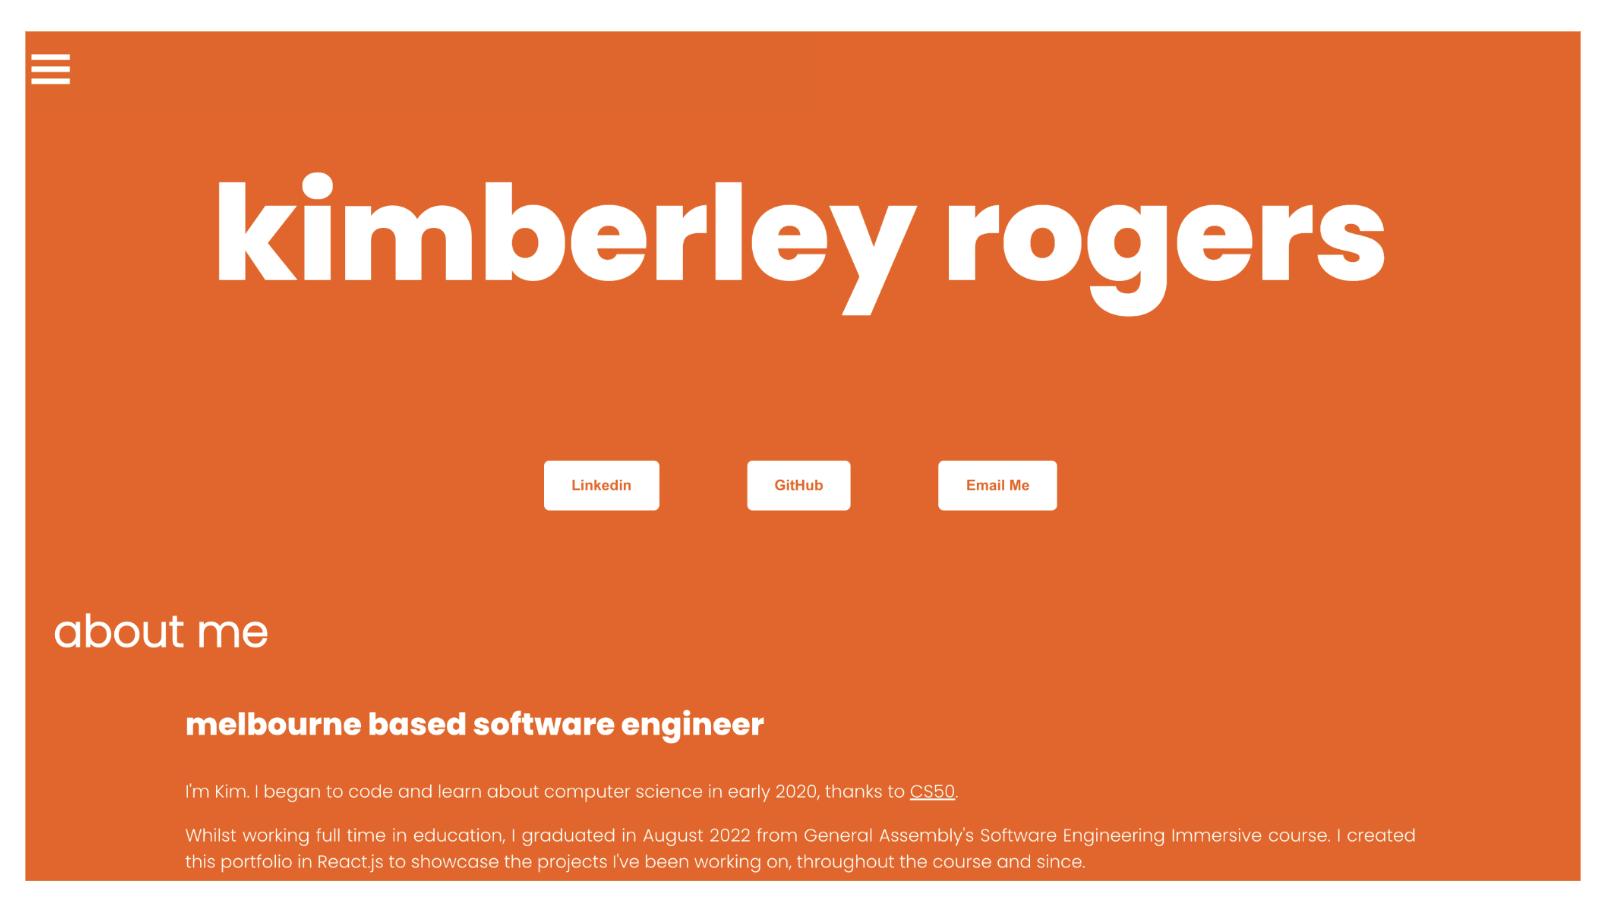 kimberley rogers
Linkedin
GitHub
Email Me
about me
melbourne based software engineer
I'm Kim. I began to code and learn about computer science in early 2020, thanks to CS50.
Whilst working full time in education, I graduated in August 2022 from General Assembly's Software Engineering Immersive course. I created
this portfolio in React.js to showcase the projects I've been working on, throughout the course and since.